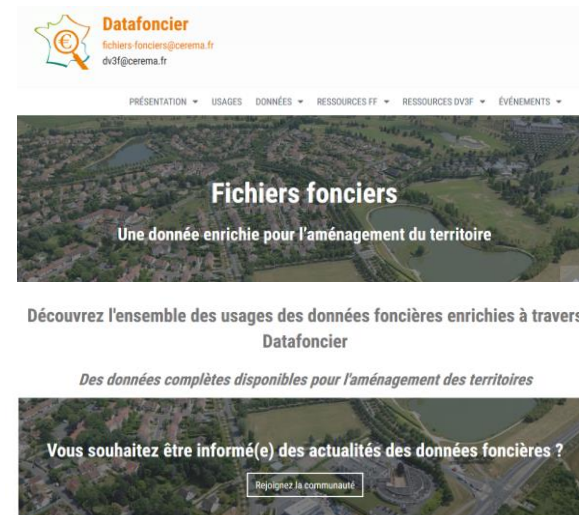 Datafoncier
fichiers-fonciers@cerema.fr
dv3f@cerema.fr
PRÉSENTATION USAGES DONNÉES RESSOURCES FF RESSOURCES DV3F ÉVÉNEMENTS
Fichiers fonciers
Une donnée enrichie pour l'aménagement du territoire
Découvrez l'ensemble des usages des données foncières enrichies à travers
Datafoncier
Des données complètes disponibles pour l'aménagement des territoires
Vous souhaitez être informé(e) des actualités des données foncières ?
Rejoignez la communauté